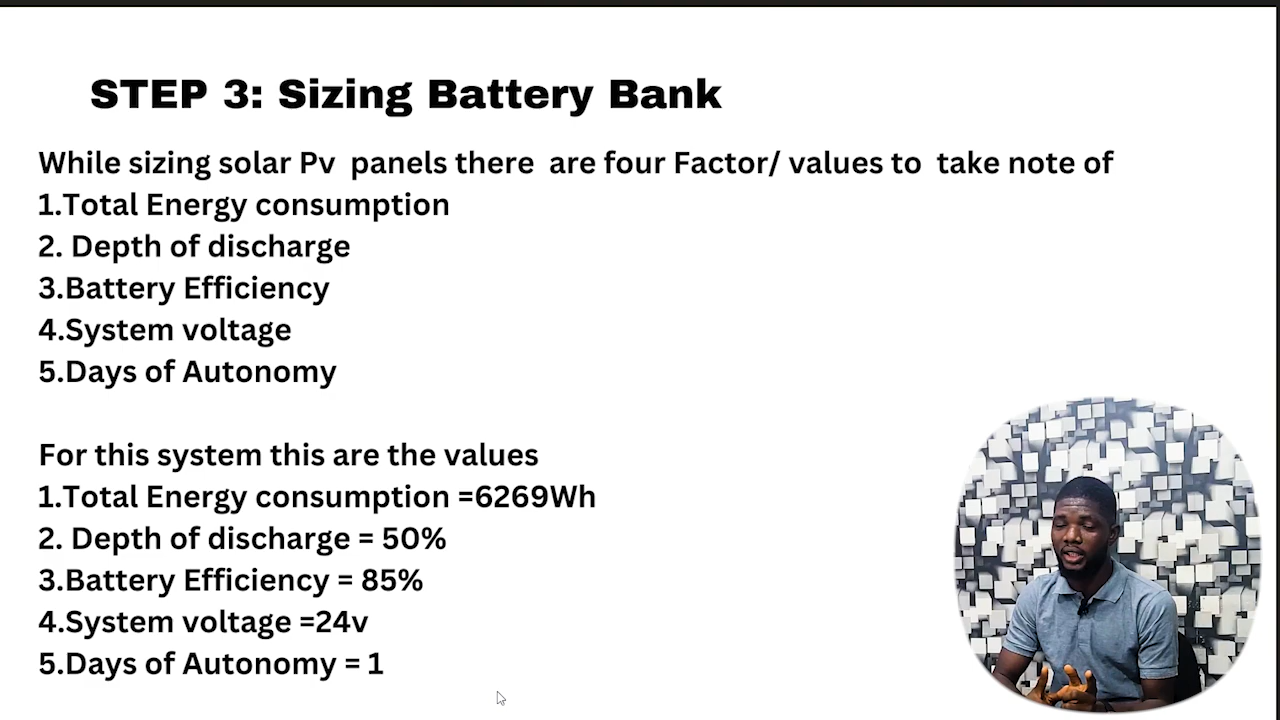 STEP 3: Sizing Battery Bank
While sizing solar Pv panels there are four Factor/ values to take note of
1.Total Energy consumption
2. Depth of discharge
3.Battery Efficiency
4.System voltage
5.Days of Autonomy
For this system this are the values
1.Total Energy consumption =6269Wh
2. Depth of discharge = 50%
3.Battery Efficiency = 85%
4.System voltage =24v
5.Days of Autonomy = 1